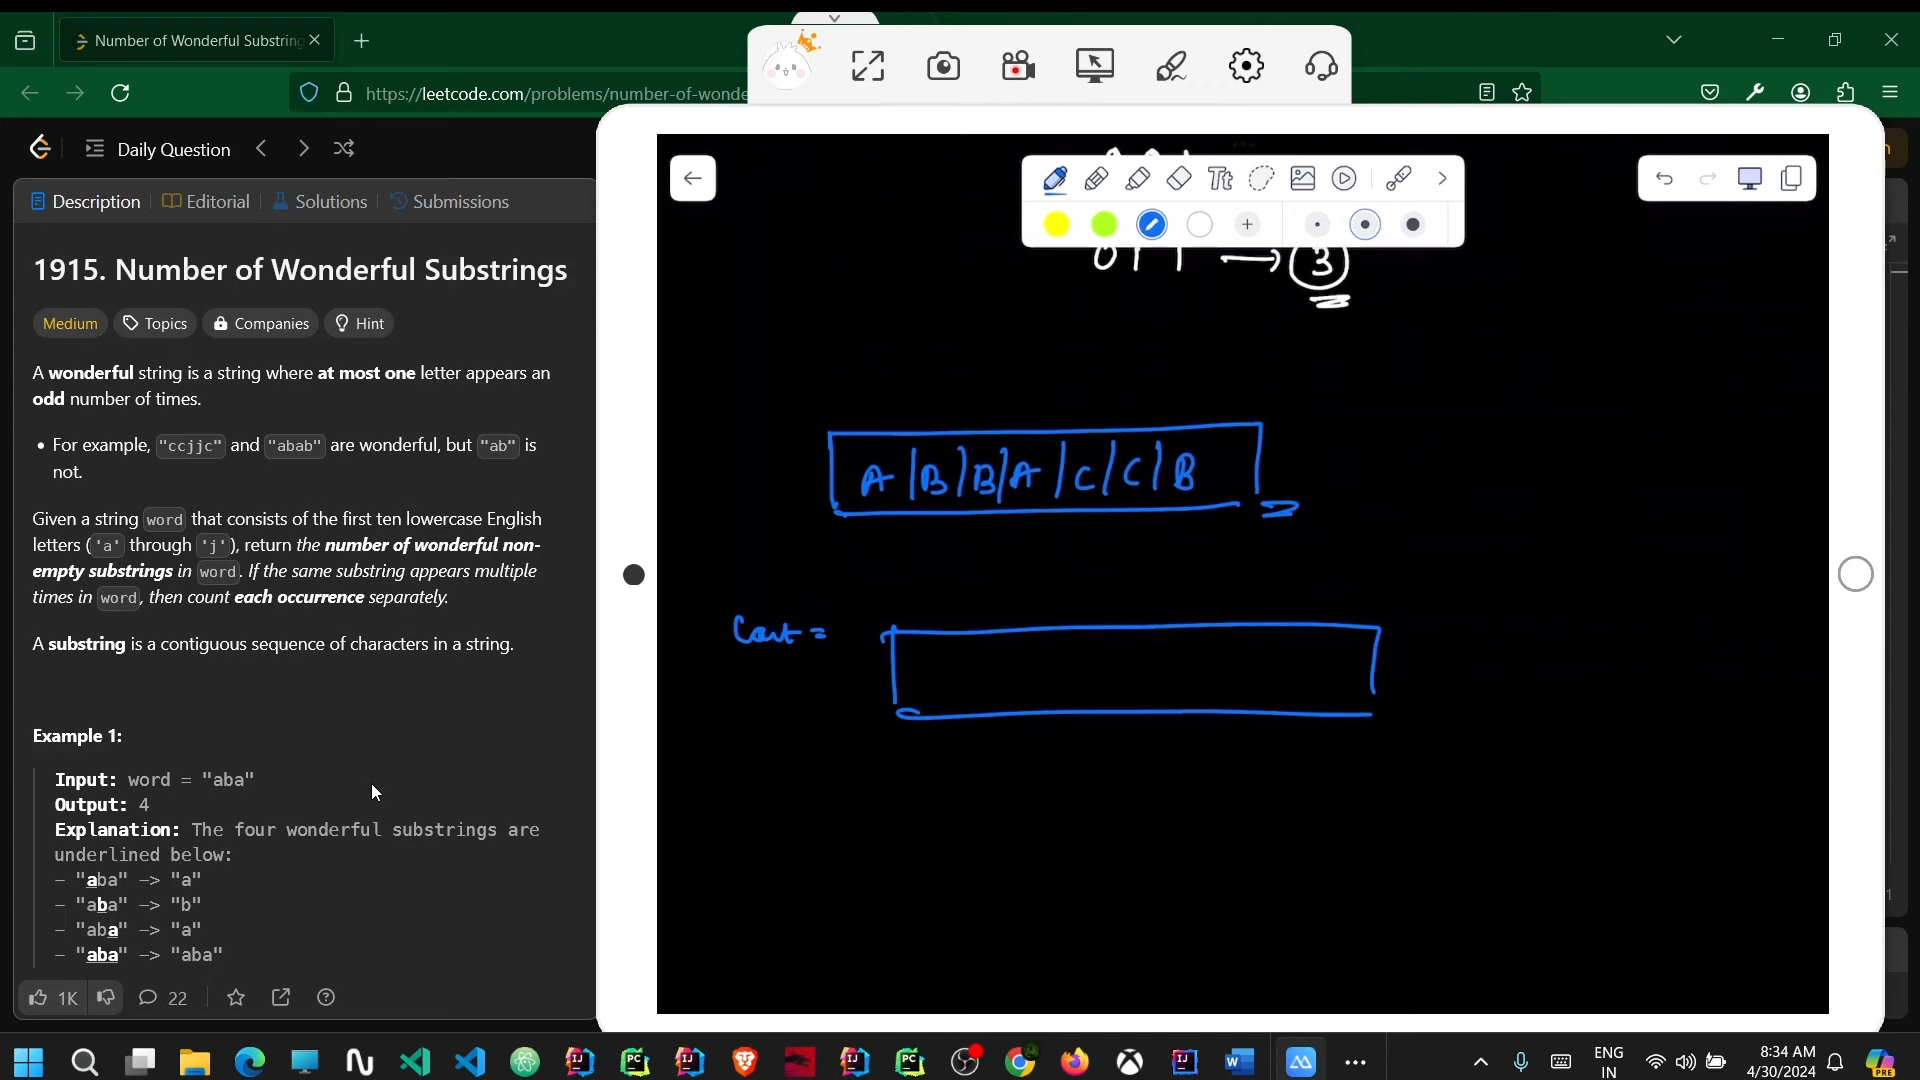 Number of Wonderful Substring
https://leetcode.com/problems/number-of-wonde
Daily Question
Description
Editorial
Solutions
Submissions
1915. Number of Wonderful Substrings
Medium
Topics
Companies
Hint
A wonderful string is a string where at most one letter appears an
odd number of times.
• For example, "ccjjc" and "abab" are wonderful, but "ab" is
not.
Given a string word that consists of the first ten lowercase English
letters ('a' through 'j'), return the number of wonderful non-
empty substrings in word. If the same substring appears multiple
times in word, then count each occurrence separately.
A substring is a contiguous sequence of characters in a string.
Example 1:
Input: word = "aba"
Output: 4
Explanation: The four wonderful substrings are
underlined below:
- "aba" -> "a"
- "aba" -> "b"
- "aba" -> "a"
- "aba" -> "aba"
1K
22
Tt
0 1 1 → 3
A | B | B | A | C | C | B
=
ENG
IN
8:34 AM
4/30/2024
PRE